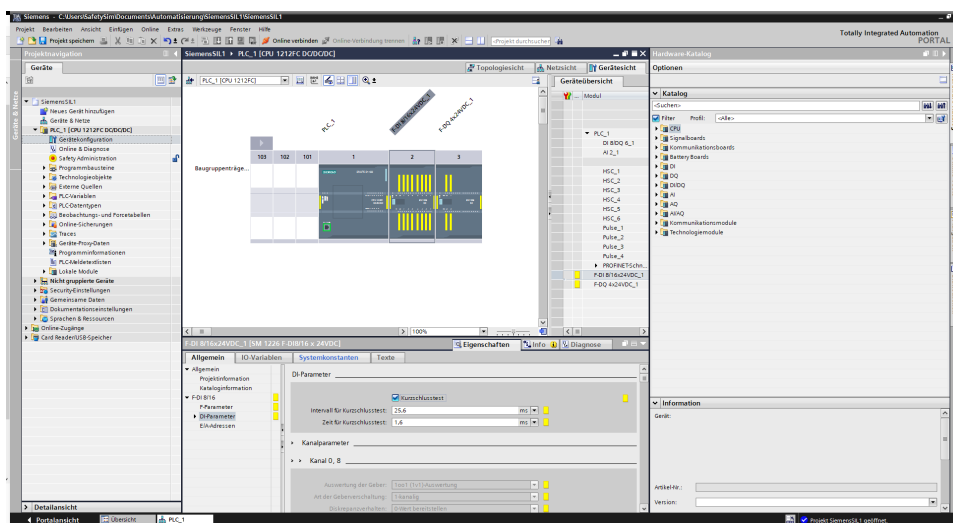 Siemens - C:\Users\SafetySim\Documents\Automatisierung\SiemensSIL1\SiemensSIL1
Projekt Bearbeiten Ansicht Einfügen Online Extras Werkzeuge Fenster Hilfe
Totally Integrated Automation
PORTAL
Projekt speichern
Online verbinden
Online-Verbindung trennen
<Projekt durchsuchen>
Projektnavigation
SiemensSIL1 ▸ PLC_1 [CPU 1212FC DC/DC/DC]
Hardware-Katalog
Geräte
Topologiesicht
Netzsicht
Gerätesicht
Optionen
PLC_1 [CPU 1212FC]
Geräteübersicht
Geräte & Netze
SiemensSIL1
Neues Gerät hinzufügen
Geräte & Netze
PLC_1 [CPU 1212FC DC/DC/DC]
Gerätekonfiguration
Online & Diagnose
Safety Administration
Programmbausteine
Technologieobjekte
Externe Quellen
PLC-Variablen
PLC-Datentypen
Beobachtungs- und Forcetabellen
Online-Sicherungen
Traces
Geräte-Proxy-Daten
Programminformationen
PLC-Meldetextlisten
Lokale Module
Nicht gruppierte Geräte
Security-Einstellungen
Gemeinsame Daten
Dokumentationseinstellungen
Sprachen & Ressourcen
Online-Zugänge
Card Reader/USB-Speicher
PLC_1
F-DI 8/16x24VDC_1
F-DQ 4x24VDC_1
103 102 101 1 2 3
Baugruppenträge...
100%
... Modul
PLC_1
DI 8/DQ 6_1
AI 2_1
HSC_1
HSC_2
HSC_3
HSC_4
HSC_5
HSC_6
Pulse_1
Pulse_2
Pulse_3
Pulse_4
PROFINET-Schn...
F-DI 8/16x24VDC_1
F-DQ 4x24VDC_1
Katalog
<Suchen>
Filter Profil: <Alle>
CPU
Signalboards
Kommunikationsboards
Battery Boards
DI
DQ
DI/DQ
AI
AQ
AI/AQ
Kommunikationsmodule
Technologiemodule
F-DI 8/16x24VDC_1 [SM 1226 F-DI8/16 x 24VDC]
Eigenschaften
Info
Diagnose
Allgemein
IO-Variablen
Systemkonstanten
Texte
Allgemein
Projektinformation
Kataloginformation
F-DI 8/16
F-Parameter
DI-Parameter
E/A-Adressen
DI-Parameter
Kurzschlusstest
Intervall für Kurzschlusstest: 25,6 ms
Zeit für Kurzschlusstest: 1,6 ms
Kanalparameter
Kanal 0, 8
Auswertung der Geber: 1oo1 (1v1)-Auswertung
Art der Geberverschaltung: 1-kanalig
Diskrepanzverhalten: 0-Wert bereitstellen
Information
Gerät:
Artikel-Nr.:
Version:
Detailansicht
Portalansicht
Übersicht
PLC_1
Projekt SiemensSIL1 geöffnet.